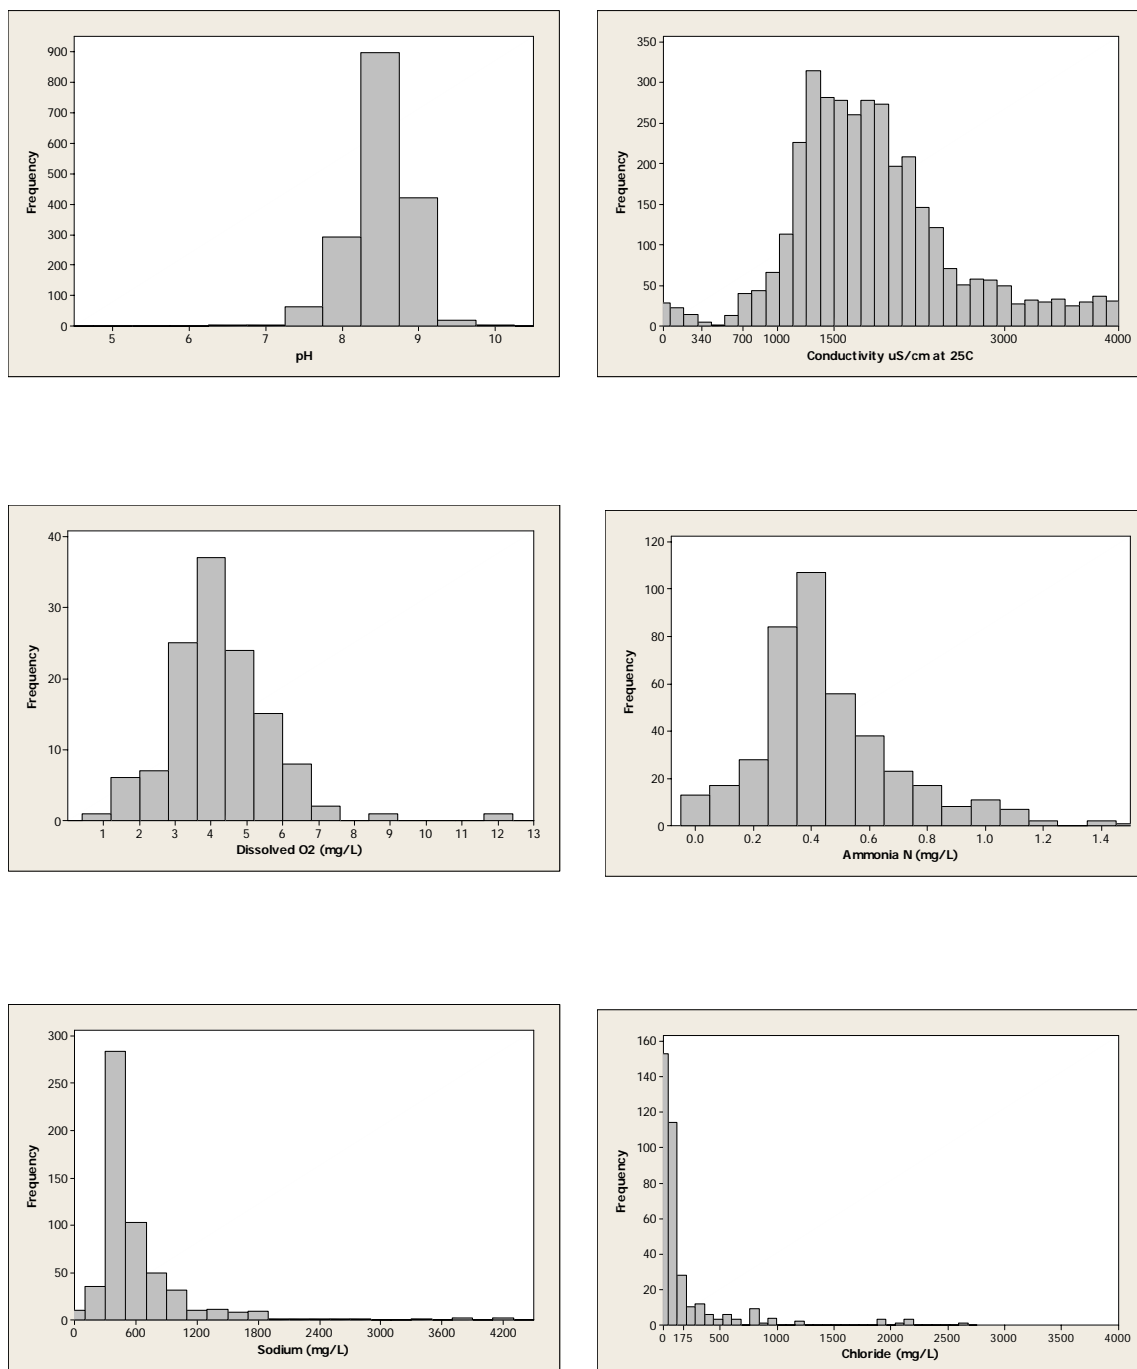 900
800
700
600
500
400
300
200
100
0
Frequency
5 6 7 8 9 10
pH
350
300
250
200
150
100
50
0
Frequency
0 340 700 1000 1500 3000 4000
Conductivity uS/cm at 25C
40
30
20
10
0
Frequency
1 2 3 4 5 6 7 8 9 10 11 12 13
Dissolved O2 (mg/L)
120
100
80
60
40
20
0
Frequency
0.0 0.2 0.4 0.6 0.8 1.0 1.2 1.4
Ammonia N (mg/L)
300
250
200
150
100
50
0
Frequency
0 600 1200 1800 2400 3000 3600 4200
Sodium (mg/L)
160
140
120
100
80
60
40
20
0
Frequency
0 175 500 1000 1500 2000 2500 3000 3500 4000
Chloride (mg/L)